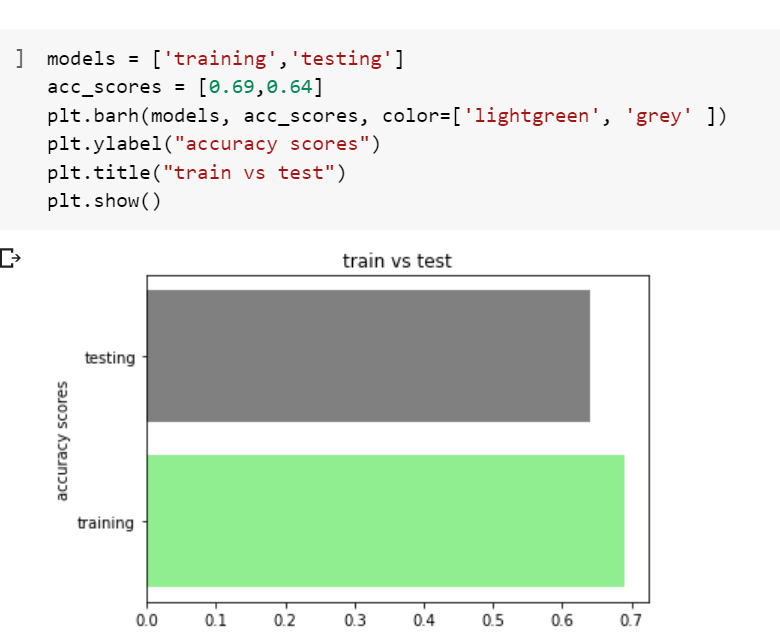 ] models = ['training','testing']
acc_scores = [0.69,0.64]
plt.barh(models, acc_scores, color=['lightgreen', 'grey' ])
plt.ylabel("accuracy scores")
plt.title("train vs test")
plt.show()
train vs test
testing
accuracy scores
training
0.0 0.1 0.2 0.3 0.4 0.5 0.6 0.7